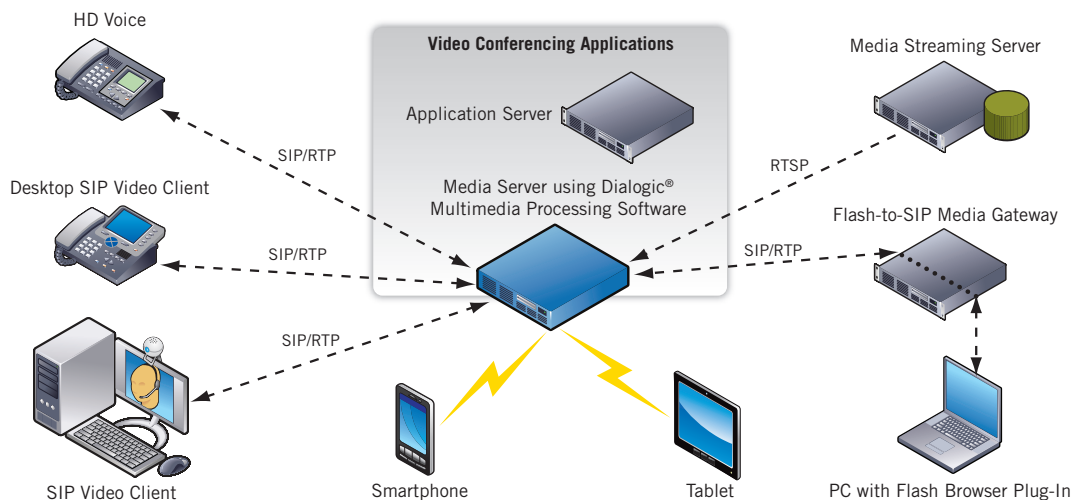 HD Voice
Video Conferencing Applications
Media Streaming Server
Application Server
SIP/RTP
RTSP
Desktop SIP Video Client
Media Server using Dialogic®
Multimedia Processing Software
Flash-to-SIP Media Gateway
SIP/RTP
SIP/RTP
SIP/RTP
SIP Video Client
Smartphone
Tablet
PC with Flash Browser Plug-In